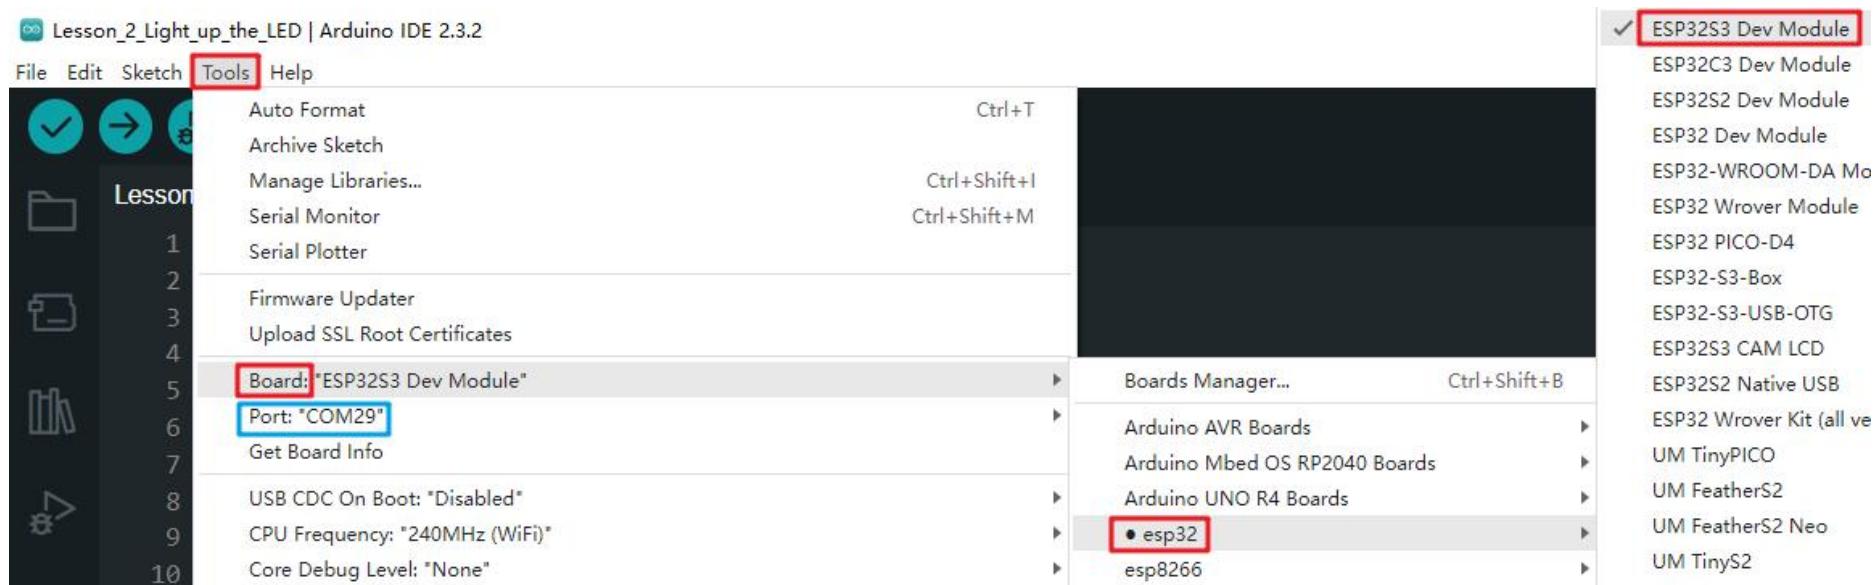 Lesson_2_Light_up_the_LED | Arduino IDE 2.3.2
File Edit Sketch Tools Help
Auto Format Ctrl+T
Archive Sketch
Manage Libraries... Ctrl+Shift+I
Serial Monitor Ctrl+Shift+M
Serial Plotter
Firmware Updater
Upload SSL Root Certificates
Board: "ESP32S3 Dev Module"
Port: "COM29"
Get Board Info
USB CDC On Boot: "Disabled"
CPU Frequency: "240MHz (WiFi)"
Core Debug Level: "None"
Lesson
1
2
3
4
5
6
7
8
9
10
Boards Manager... Ctrl+Shift+B
Arduino AVR Boards
Arduino Mbed OS RP2040 Boards
Arduino UNO R4 Boards
● esp32
esp8266
✓ ESP32S3 Dev Module
ESP32C3 Dev Module
ESP32S2 Dev Module
ESP32 Dev Module
ESP32-WROOM-DA Mo
ESP32 Wrover Module
ESP32 PICO-D4
ESP32-S3-Box
ESP32-S3-USB-OTG
ESP32S3 CAM LCD
ESP32S2 Native USB
ESP32 Wrover Kit (all ve
UM TinyPICO
UM FeatherS2
UM FeatherS2 Neo
UM TinyS2